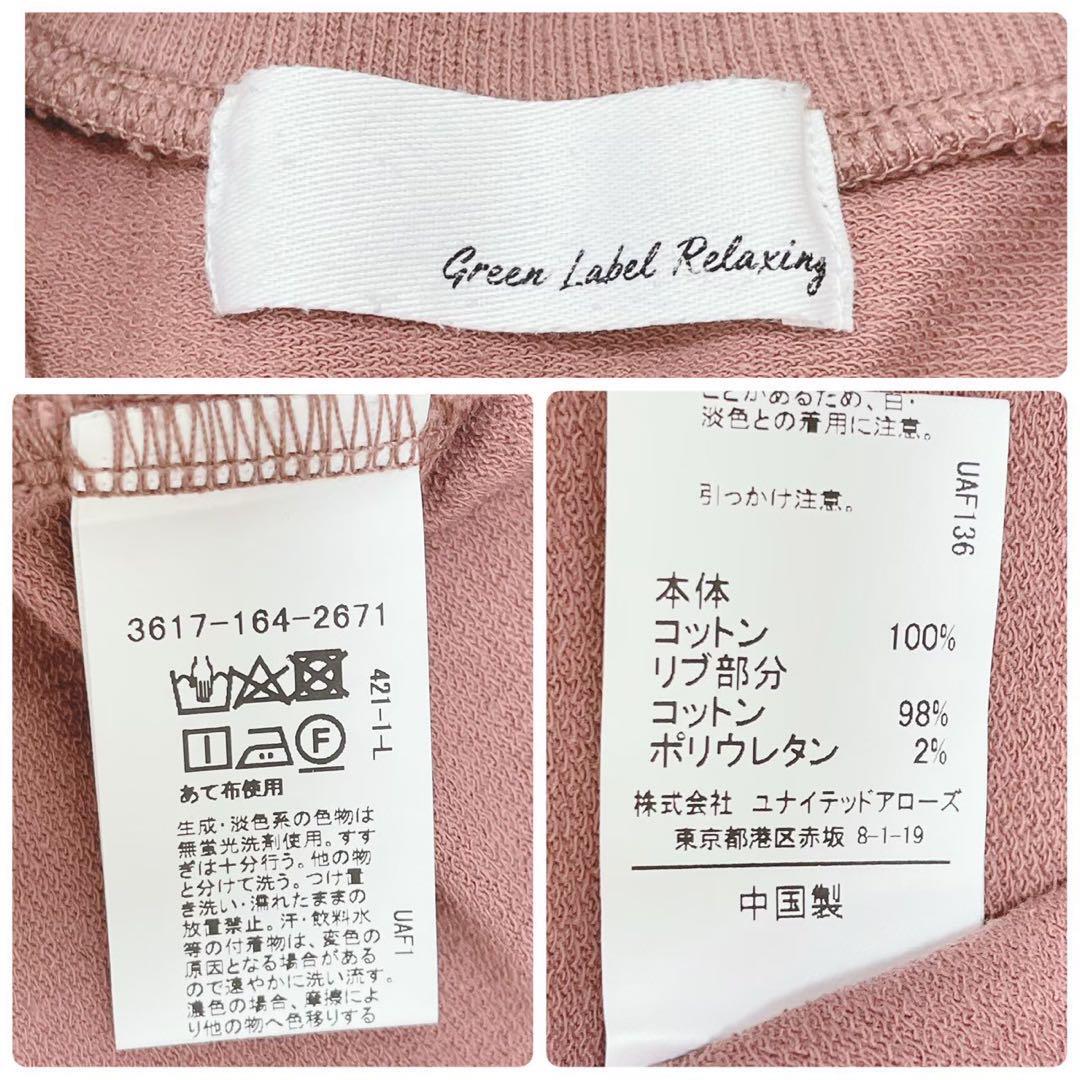 Green Label Relaxing
3617-164-2671
421-1-L
F
あて布使用
生成・淡色系の色物は
無蛍光洗剤使用。すす
ぎは十分行う。他の物
と分けて洗う。つけ置
き洗い・濡れたままの
放置禁止。汗・飲料水
等の付着物は、変色の
原因となる場合がある
ので速やかに洗い流す。
濃色の場合、摩擦によ
り他の物へ色移りする
UAF1
ことがあるため、白・
淡色との着用に注意。
引っかけ注意。
UAF136
本体
コットン 100%
リブ部分
コットン 98%
ポリウレタン 2%
株式会社 ユナイテッドアローズ
東京都港区赤坂 8-1-19
中国製